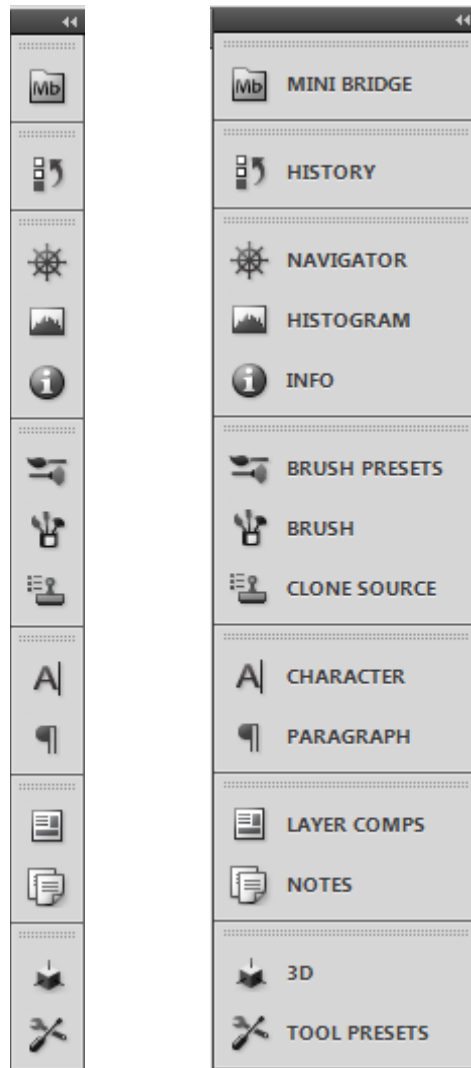 Mb
Mb MINI BRIDGE
HISTORY
NAVIGATOR
HISTOGRAM
INFO
BRUSH PRESETS
BRUSH
CLONE SOURCE
A
A CHARACTER
PARAGRAPH
LAYER COMPS
NOTES
3D
TOOL PRESETS